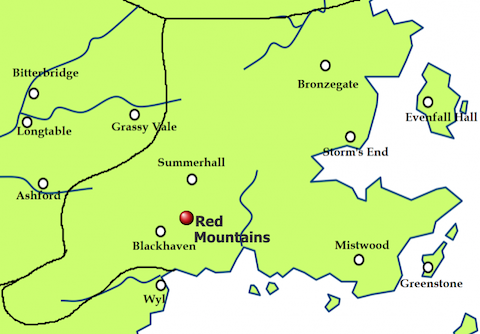 Bitterbridge
Bronzegate
Evenfall Hall
Longtable
Grassy Vale
Storm's End
Summerhall
Ashford
Red
Mountains
Blackhaven
Mistwood
Greenstone
Wyl